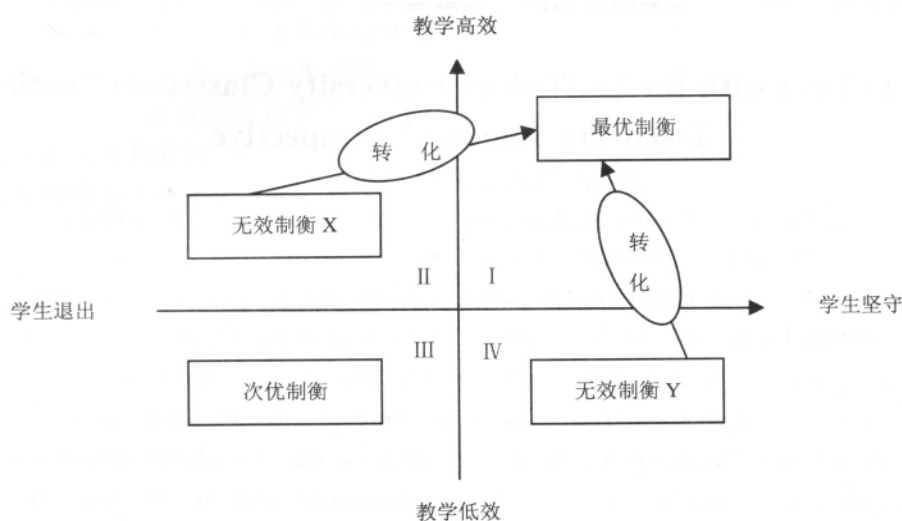 教学高效
转 化
最优制衡
无效制衡 X
转
化
II I
学生退出
学生坚守
III IV
次优制衡
无效制衡 Y
教学低效